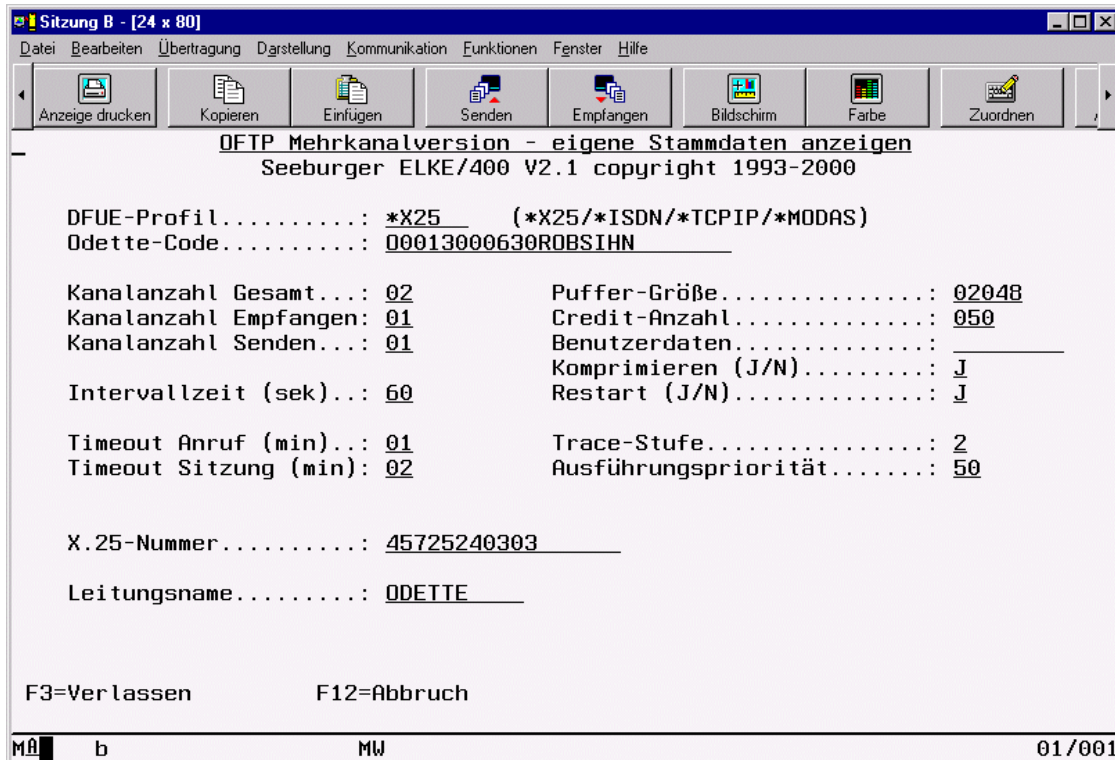 Sitzung B - [24 x 80]
Datei Bearbeiten Übertragung Darstellung Kommunikation Funktionen Fenster Hilfe
Anzeige drucken Kopieren Einfügen Senden Empfangen Bildschirm Farbe Zuordnen
OFTP Mehrkanalversion - eigene Stammdaten anzeigen
Seeburger ELKE/400 V2.1 copyright 1993-2000
DFUE-Profil..........: *X25 (*X25/*ISDN/*TCPIP/*MODAS)
Odette-Code..........: O0013000630ROBSIHN
Kanalanzahl Gesamt...: 02 Puffer-Größe...............: 02048
Kanalanzahl Empfangen: 01 Credit-Anzahl..............: 050
Kanalanzahl Senden...: 01 Benutzerdaten..............:
Komprimieren (J/N).........: J
Intervallzeit (sek)..: 60 Restart (J/N)..............: J
Timeout Anruf (min)..: 01 Trace-Stufe................: 2
Timeout Sitzung (min): 02 Ausführungspriorität.......: 50
X.25-Nummer..........: 45725240303
Leitungsname.........: ODETTE
F3=Verlassen F12=Abbruch
MA b MW 01/001